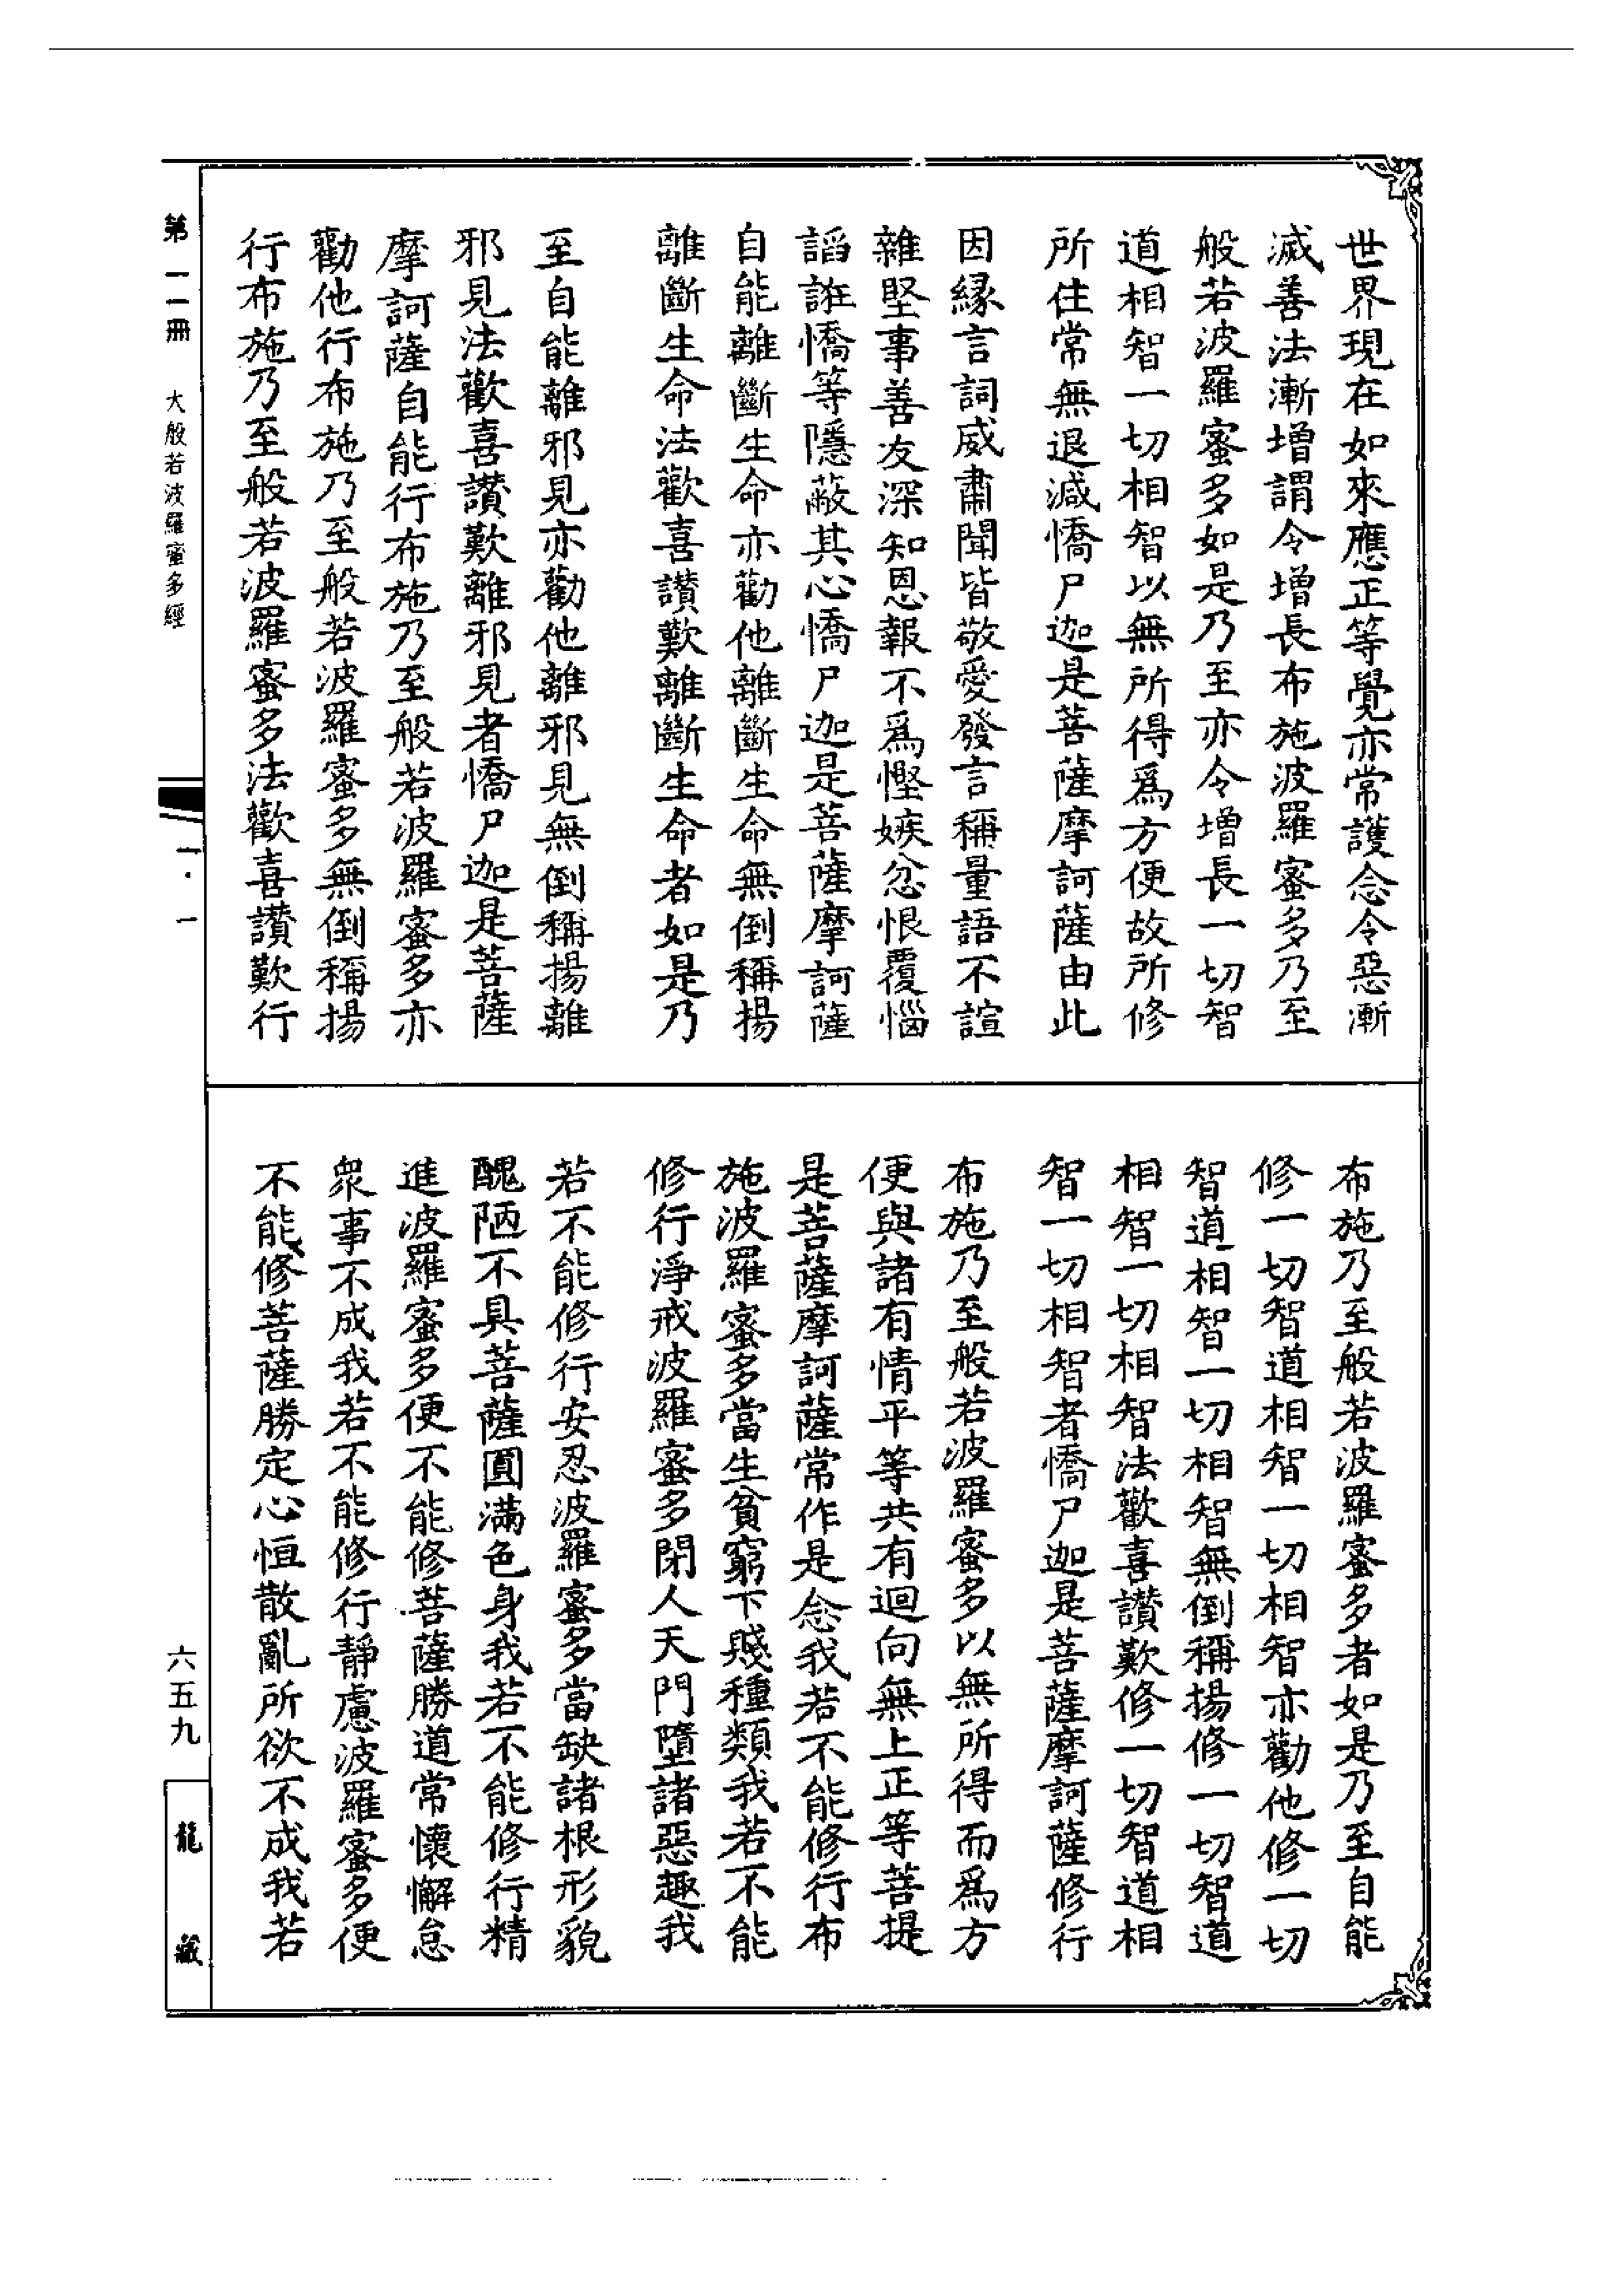 世界現在如來應正等覺亦常護念令惡漸
滅善法漸增謂令增長布施波羅蜜多乃至
般若波羅蜜多如是乃至亦令增長一切智
道相智一切相智以無所得爲方便故所修
所住常無退減憍尸迦是菩薩摩訶薩由此
因緣言詞威肅聞皆敬愛發言稱量語不諠
雜堅事善友深知恩報不爲慳嫉忿恨覆惱
謟誑憍等隱蔽其心憍尸迦是菩薩摩訶薩
自能離斷生命亦勸他離斷生命無倒稱揚
離斷生命法歡喜讚歎離斷生命者如是乃
至自能離邪見亦勸他離邪見無倒稱揚離
邪見法歡喜讚歎離邪見者憍尸迦是菩薩
摩訶薩自能行布施乃至般若波羅蜜多亦
勸他行布施乃至般若波羅蜜多無倒稱揚
行布施乃至般若波羅蜜多法歡喜讚歎行
布施乃至般若波羅蜜多者如是乃至自能
修一切智道相智一切相智亦勸他修一切
智道相智一切相智無倒稱揚修一切智道
相智一切相智法歡喜讚歎修一切智道相
智一切相智者憍尸迦是菩薩摩訶薩修行
布施乃至般若波羅蜜多以無所得而爲方
便與諸有情平等共有迴向無上正等菩提
是菩薩摩訶薩常作是念我若不能修行布
施波羅蜜多當生貧窮下賤種類我若不能
修行淨戒波羅蜜多閉人天門墮諸惡趣我
若不能修行安忍波羅蜜多當缺諸根形貌
醜陋不具菩薩圓滿色身我若不能修行精
進波羅蜜多便不能修菩薩勝道常懷懈怠
衆事不成我若不能修行靜慮波羅蜜多便
不能修菩薩勝定心恒散亂所欲不成我若
第一一冊 大般若波羅蜜多經
一·一
六五九
龍藏